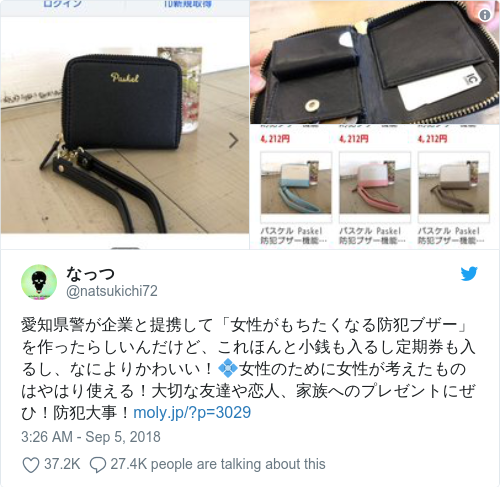 ログイン
ID新規取得
Paskel
4,212円
4,212円
4,212円
パスケル Paskel
防犯ブザー機能…
パスケル Paskel
防犯ブザー機能…
パスケル Paskel
防犯ブザー機能…
なっつ
@natsukichi72
愛知県警が企業と提携して「女性がもちたくなる防犯ブザー」
を作ったらしいんだけど、これほんと小銭も入るし定期券も入
るし、なによりかわいい！💠女性のために女性が考えたもの
はやはり使える！大切な友達や恋人、家族へのプレゼントにぜ
ひ！防犯大事！moly.jp/?p=3029
3:26 AM - Sep 5, 2018
37.2K
27.4K people are talking about this